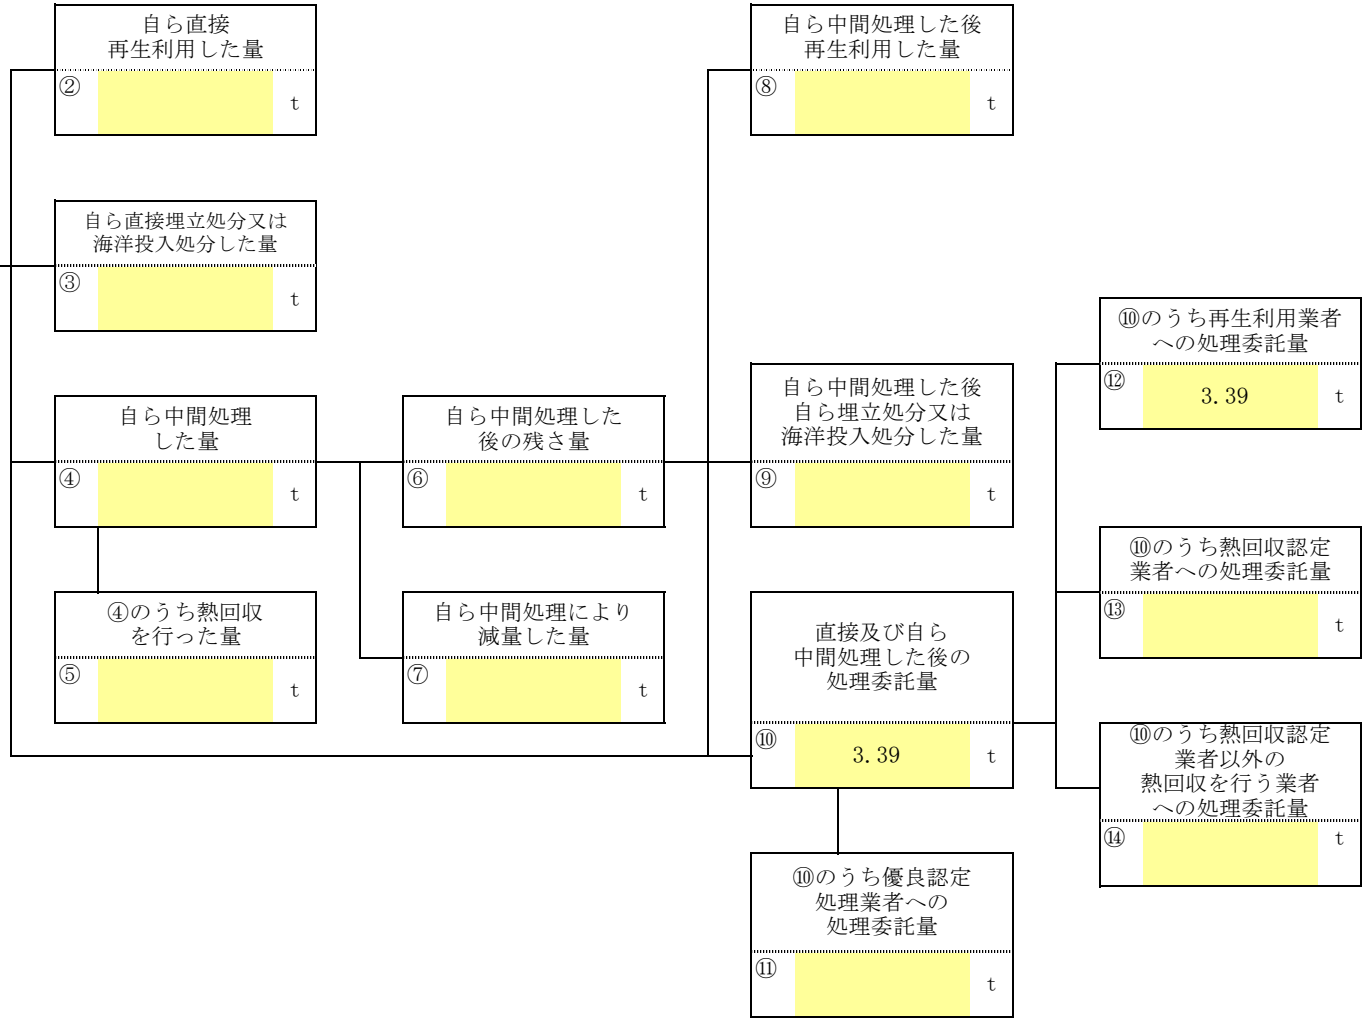 自ら直接
再生利用した量
②
t
自ら直接埋立処分又は
海洋投入処分した量
③
t
自ら中間処理
した量
④
t
④のうち熱回収
を行った量
⑤
t
自ら中間処理した
後の残さ量
⑥
t
自ら中間処理により
減量した量
⑦
t
自ら中間処理した後
再生利用した量
⑧
t
自ら中間処理した後
自ら埋立処分又は
海洋投入処分した量
⑨
t
直接及び自ら
中間処理した後の
処理委託量
⑩ 3.39 t
⑩のうち優良認定
処理業者への
処理委託量
⑪
t
⑩のうち再生利用業者
への処理委託量
⑫ 3.39 t
⑩のうち熱回収認定
業者への処理委託量
⑬
t
⑩のうち熱回収認定
業者以外の
熱回収を行う業者
への処理委託量
⑭
t